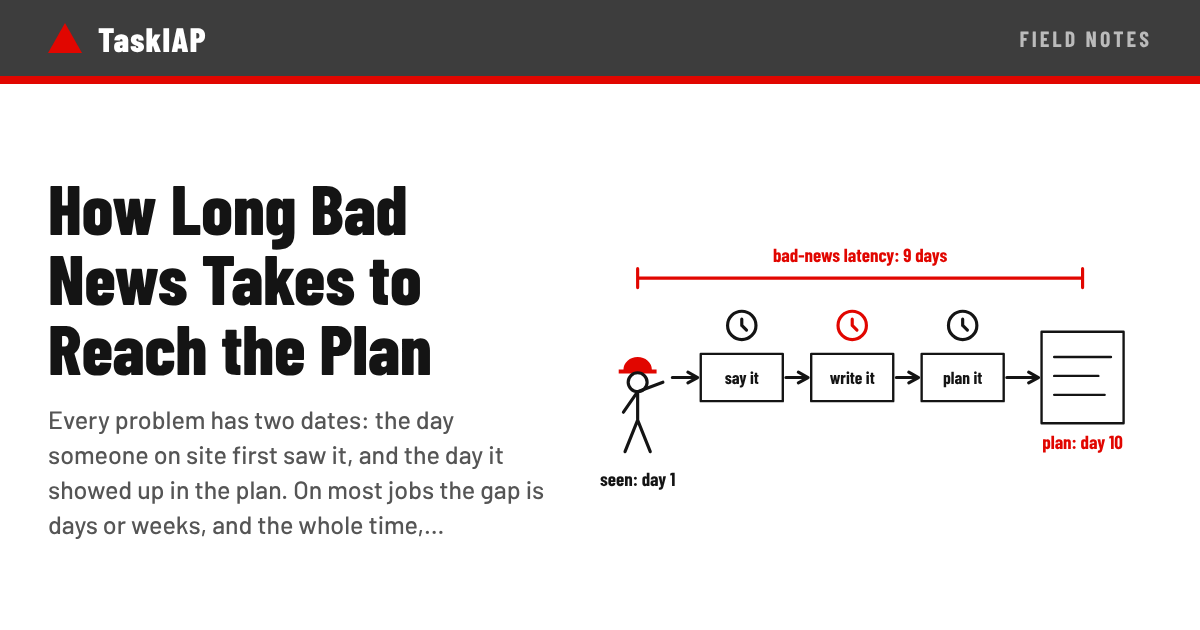 TaskIAP
FIELD NOTES
How Long Bad
News Takes to
Reach the Plan
Every problem has two dates: the day
someone on site first saw it, and the day it
showed up in the plan. On most jobs the gap is
days or weeks, and the whole time,...
bad-news latency: 9 days
say it
write it
plan it
plan: day 10
seen: day 1